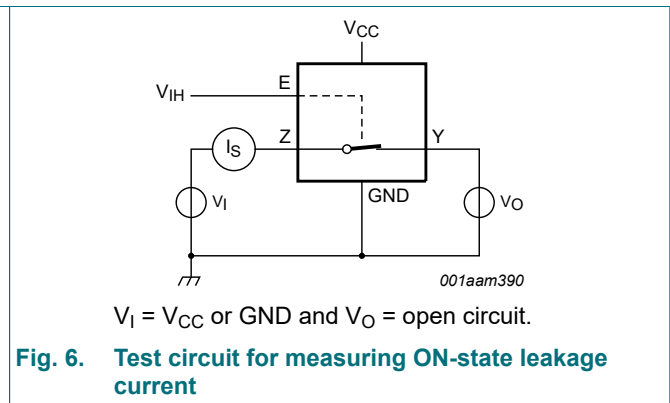 VCC
VIH
E
IS
Z
Y
VI
GND
VO
001aam390
VI = VCC or GND and VO = open circuit.
Fig. 6. Test circuit for measuring ON-state leakage
current